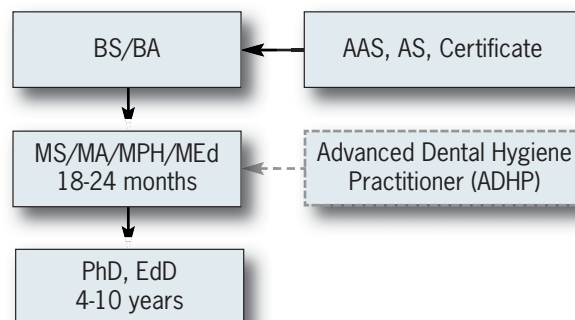 BS/BA
AAS, AS, Certificate
MS/MA/MPH/MEd
18-24 months
Advanced Dental Hygiene
Practitioner (ADHP)
PhD, EdD
4-10 years